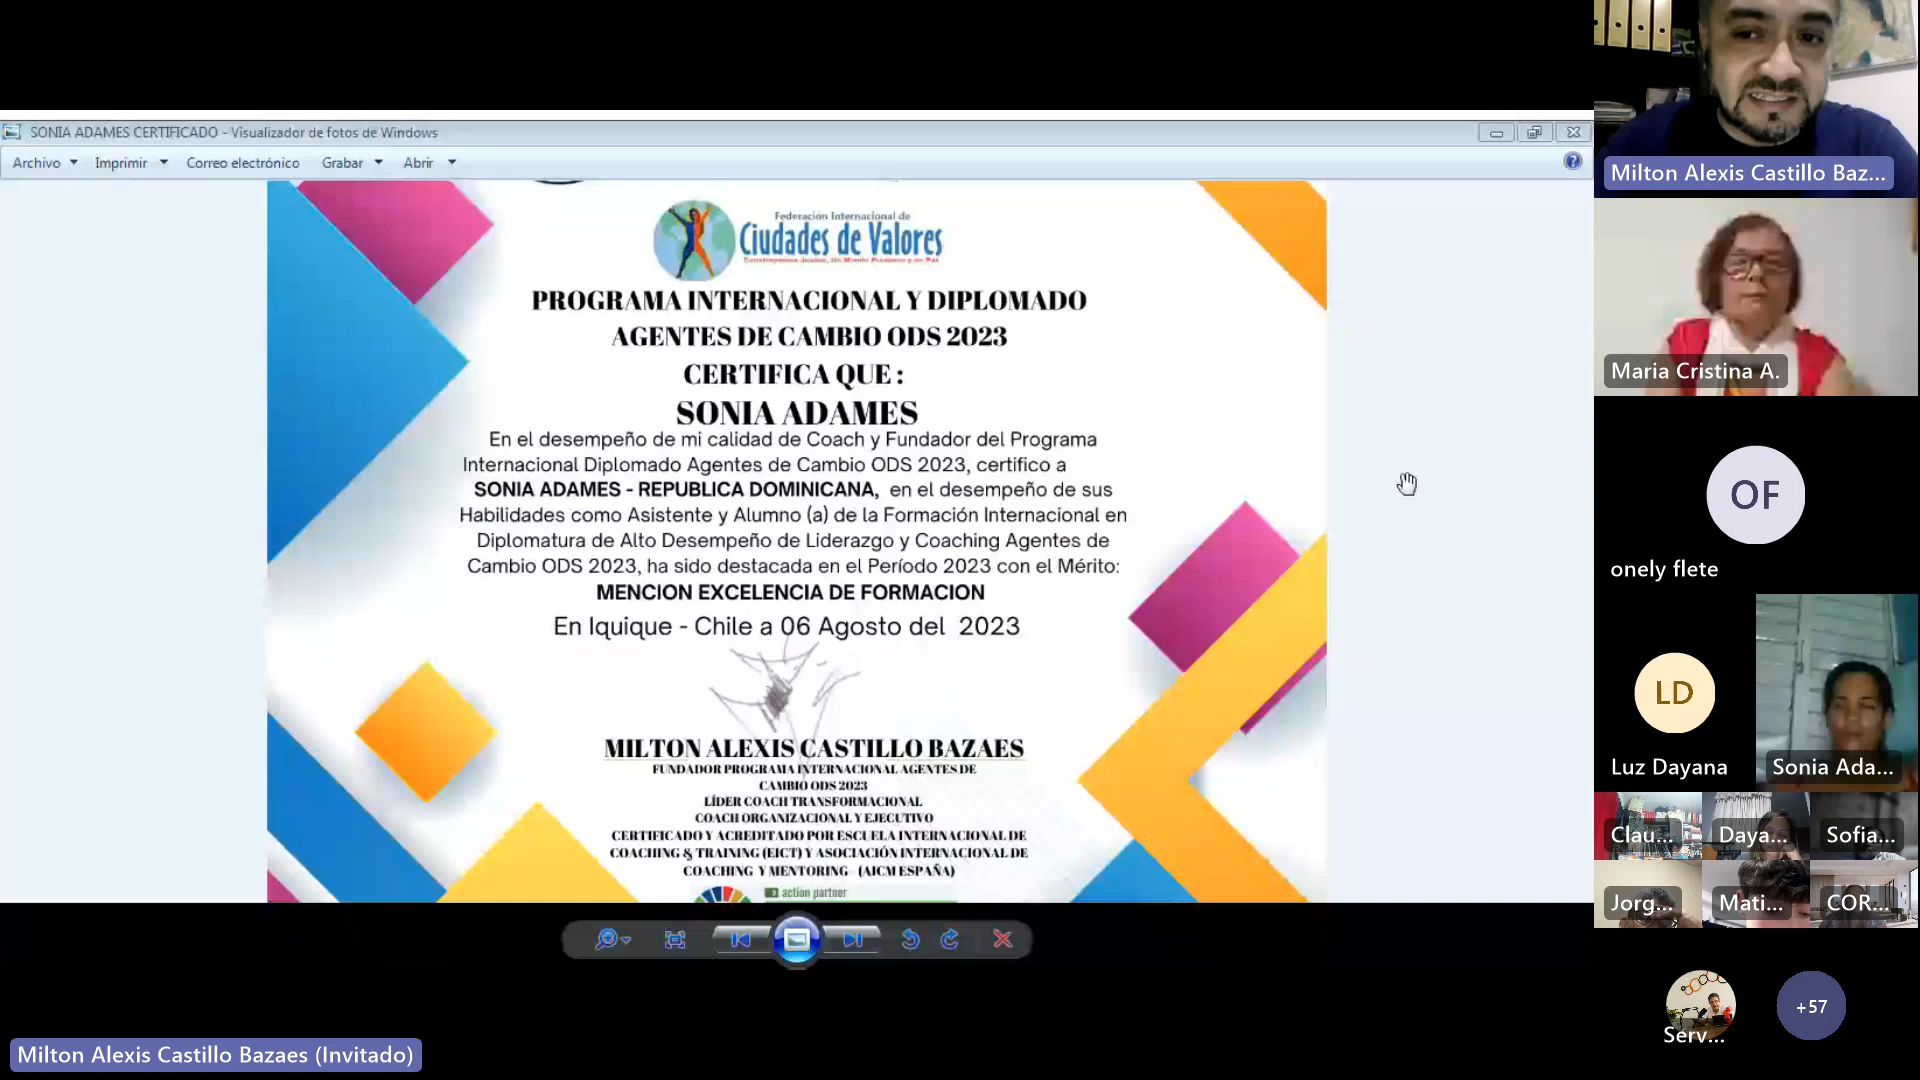 SONIA ADAMES CERTIFICADO - Visualizador de fotos de Windows
Archivo Imprimir Correo electrónico Grabar Abrir
Federación Internacional de
Ciudades de Valores
PROGRAMA INTERNACIONAL Y DIPLOMADO
AGENTES DE CAMBIO ODS 2023
CERTIFICA QUE :
SONIA ADAMES
En el desempeño de mi calidad de Coach y Fundador del Programa
Internacional Diplomado Agentes de Cambio ODS 2023, certifico a
SONIA ADAMES - REPUBLICA DOMINICANA, en el desempeño de sus
Habilidades como Asistente y Alumno (a) de la Formación Internacional en
Diplomatura de Alto Desempeño de Liderazgo y Coaching Agentes de
Cambio ODS 2023, ha sido destacada en el Período 2023 con el Mérito:
MENCION EXCELENCIA DE FORMACION
En Iquique - Chile a 06 Agosto del 2023
MILTON ALEXIS CASTILLO BAZAES
FUNDADOR PROGRAMA INTERNACIONAL AGENTES DE
CAMBIO ODS 2023
LÍDER COACH TRANSFORMACIONAL
COACH ORGANIZACIONAL Y EJECUTIVO
CERTIFICADO Y ACREDITADO POR ESCUELA INTERNACIONAL DE
COACHING & TRAINING (EICT) Y ASOCIACIÓN INTERNACIONAL DE
COACHING Y MENTORING- (AICM ESPAÑA)
action partner
Milton Alexis Castillo Bazaes (Invitado)
Milton Alexis Castillo Baz...
Maria Cristina A.
OF
onely flete
LD
Luz Dayana
Sonia Ada...
Clau...
Daya...
Sofia...
Jorg...
Mati...
COR...
Serv...
+57